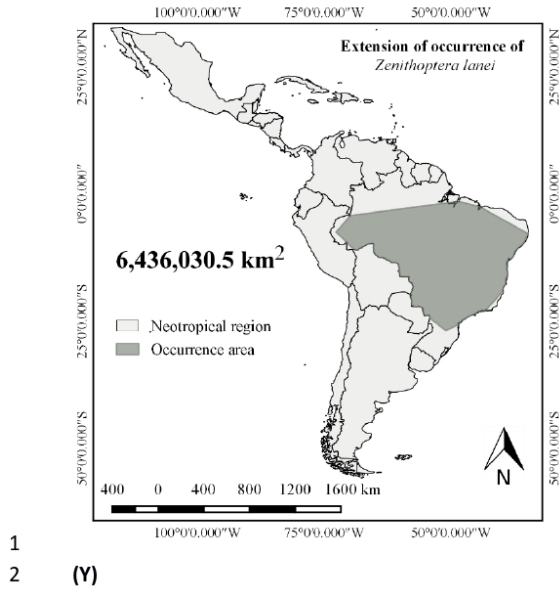 100°0'0.000"W 75°0'0.000"W 50°0'0.000"W
Extension of occurrence of
Zenithoptera lanei
25°0'0.000"N
25°0'0.000"N
0°0'0.000"
0°0'0.000"
6,436,030.5 km²
Neotropical region
Occurrence area
25°0'0.000"S
25°0'0.000"S
50°0'0.000"S
50°0'0.000"S
N
400 0 400 800 1200 1600 km
100°0'0.000"W 75°0'0.000"W 50°0'0.000"W
1
2 (Y)